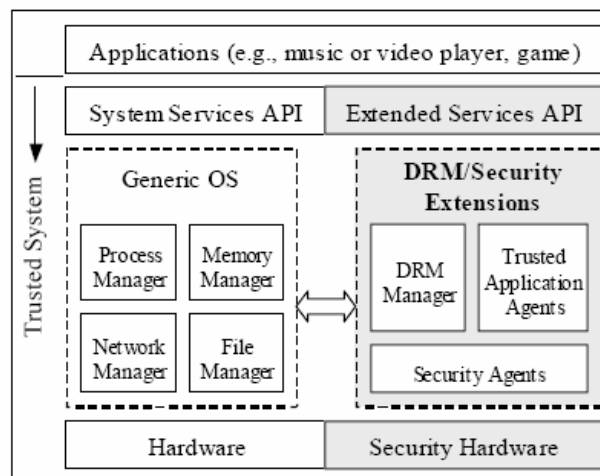 Applications (e.g., music or video player, game)
System Services API
Extended Services API
Trusted System
Generic OS
Process
Manager
Memory
Manager
Network
Manager
File
Manager
DRM/Security
Extensions
DRM
Manager
Trusted
Application
Agents
Security Agents
Hardware
Security Hardware